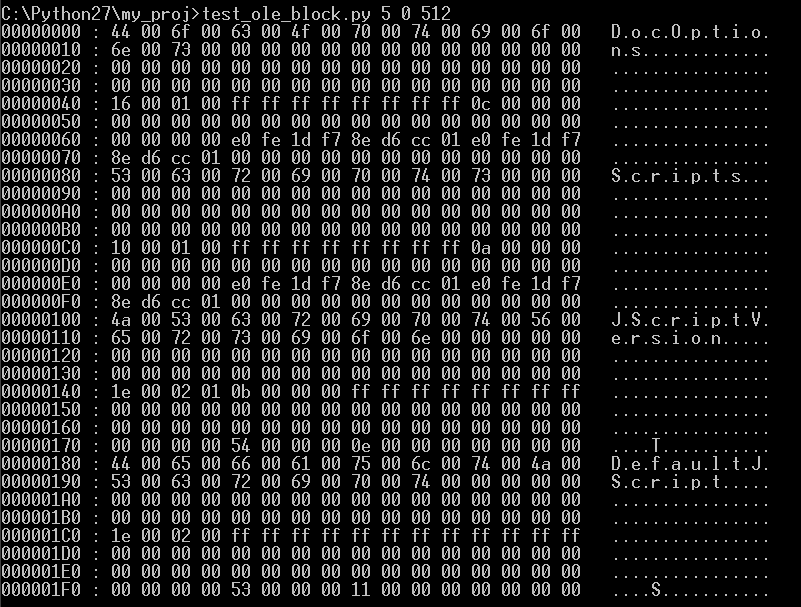 C:\Python27\my_proj>test_ole_block.py 5 0 512
00000000 : 44 00 6f 00 63 00 4f 00 70 00 74 00 69 00 6f 00   D.o.c.O.p.t.i.o.
00000010 : 6e 00 73 00 00 00 00 00 00 00 00 00 00 00 00 00   n.s.............
00000020 : 00 00 00 00 00 00 00 00 00 00 00 00 00 00 00 00   ................
00000030 : 00 00 00 00 00 00 00 00 00 00 00 00 00 00 00 00   ................
00000040 : 16 00 01 00 ff ff ff ff ff ff ff ff 0c 00 00 00   ................
00000050 : 00 00 00 00 00 00 00 00 00 00 00 00 00 00 00 00   ................
00000060 : 00 00 00 00 e0 fe 1d f7 8e d6 cc 01 e0 fe 1d f7   ................
00000070 : 8e d6 cc 01 00 00 00 00 00 00 00 00 00 00 00 00   ................
00000080 : 53 00 63 00 72 00 69 00 70 00 74 00 73 00 00 00   S.c.r.i.p.t.s...
00000090 : 00 00 00 00 00 00 00 00 00 00 00 00 00 00 00 00   ................
000000A0 : 00 00 00 00 00 00 00 00 00 00 00 00 00 00 00 00   ................
000000B0 : 00 00 00 00 00 00 00 00 00 00 00 00 00 00 00 00   ................
000000C0 : 10 00 01 00 ff ff ff ff ff ff ff ff 0a 00 00 00   ................
000000D0 : 00 00 00 00 00 00 00 00 00 00 00 00 00 00 00 00   ................
000000E0 : 00 00 00 00 e0 fe 1d f7 8e d6 cc 01 e0 fe 1d f7   ................
000000F0 : 8e d6 cc 01 00 00 00 00 00 00 00 00 00 00 00 00   ................
00000100 : 4a 00 53 00 63 00 72 00 69 00 70 00 74 00 56 00   J.S.c.r.i.p.t.V.
00000110 : 65 00 72 00 73 00 69 00 6f 00 6e 00 00 00 00 00   e.r.s.i.o.n.....
00000120 : 00 00 00 00 00 00 00 00 00 00 00 00 00 00 00 00   ................
00000130 : 00 00 00 00 00 00 00 00 00 00 00 00 00 00 00 00   ................
00000140 : 1e 00 02 01 0b 00 00 00 ff ff ff ff ff ff ff ff   ................
00000150 : 00 00 00 00 00 00 00 00 00 00 00 00 00 00 00 00   ................
00000160 : 00 00 00 00 00 00 00 00 00 00 00 00 00 00 00 00   ................
00000170 : 00 00 00 00 54 00 00 00 0e 00 00 00 00 00 00 00   ....T...........
00000180 : 44 00 65 00 66 00 61 00 75 00 6c 00 74 00 4a 00   D.e.f.a.u.l.t.J.
00000190 : 53 00 63 00 72 00 69 00 70 00 74 00 00 00 00 00   S.c.r.i.p.t.....
000001A0 : 00 00 00 00 00 00 00 00 00 00 00 00 00 00 00 00   ................
000001B0 : 00 00 00 00 00 00 00 00 00 00 00 00 00 00 00 00   ................
000001C0 : 1e 00 02 00 ff ff ff ff ff ff ff ff ff ff ff ff   ................
000001D0 : 00 00 00 00 00 00 00 00 00 00 00 00 00 00 00 00   ................
000001E0 : 00 00 00 00 00 00 00 00 00 00 00 00 00 00 00 00   ................
000001F0 : 00 00 00 00 53 00 00 00 11 00 00 00 00 00 00 00   ....S...........